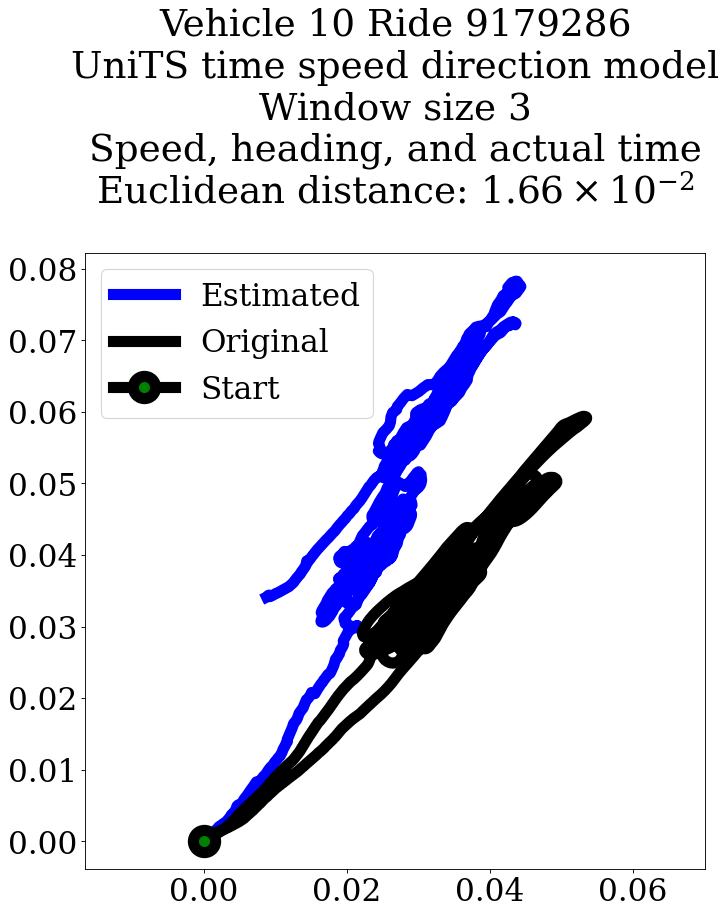 Vehicle 10 Ride 9179286
UniTS time speed direction model
Window size 3
Speed, heading, and actual time
Euclidean distance: 1.66 × 10⁻²
0.08
0.07
0.06
0.05
0.04
0.03
0.02
0.01
0.00
Estimated
Original
Start
0.00 0.02 0.04 0.06